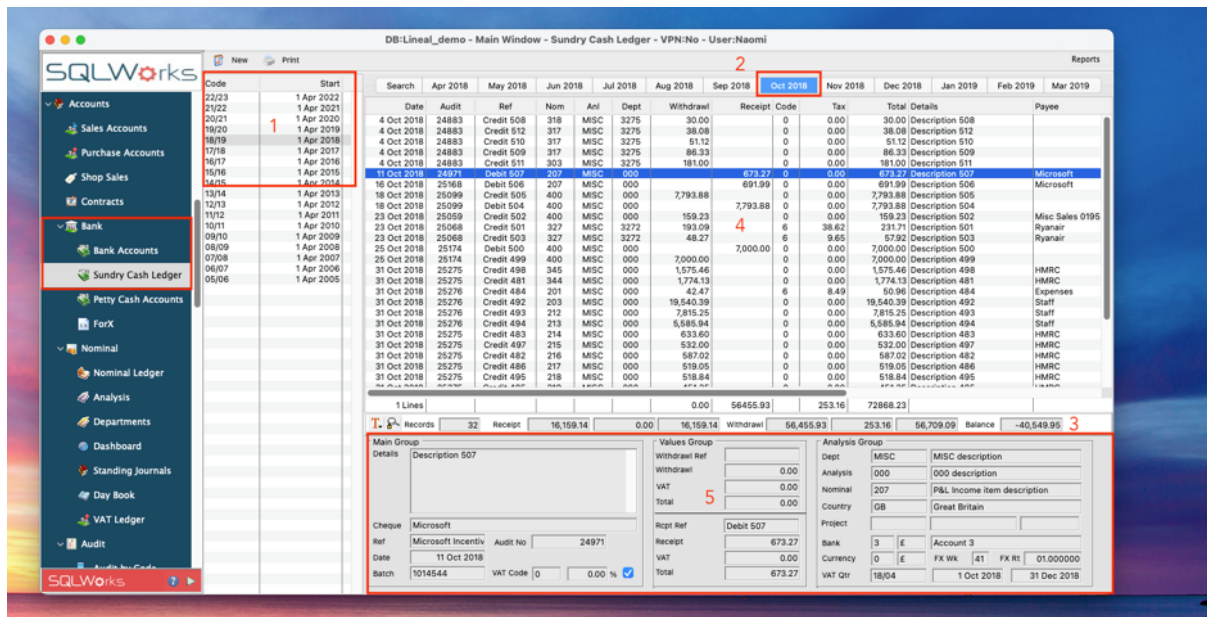 DB:Lineal_demo - Main Window - Sundry Cash Ledger - VPN:No - User:Naomi
SQLWorks
New Print Reports
2
Accounts
Sales Accounts
Purchase Accounts
Shop Sales
Contracts
Bank
Bank Accounts
Sundry Cash Ledger
Petty Cash Accounts
ForX
Nominal
Nominal Ledger
Analysis
Departments
Dashboard
Standing Journals
Day Book
VAT Ledger
Audit
Audit by Code
SQLWorks ?
Code Start
22/23 1 Apr 2022
21/22 1 Apr 2021
20/21 1 Apr 2020
19/20 1 Apr 2019
1
18/19 1 Apr 2018
17/18 1 Apr 2017
16/17 1 Apr 2016
15/16 1 Apr 2015
14/15 1 Apr 2014
13/14 1 Apr 2013
12/13 1 Apr 2012
11/12 1 Apr 2011
10/11 1 Apr 2010
09/10 1 Apr 2009
08/09 1 Apr 2008
07/08 1 Apr 2007
06/07 1 Apr 2006
05/06 1 Apr 2005
Search Apr 2018 May 2018 Jun 2018 Jul 2018 Aug 2018 Sep 2018 Oct 2018 Nov 2018 Dec 2018 Jan 2019 Feb 2019 Mar 2019
Date Audit Ref Nom Anl Dept Withdrawl Receipt Code Tax Total Details Payee
4 Oct 2018 24883 Credit 508 318 MISC 3275 30.00 0 0.00 30.00 Description 508
4 Oct 2018 24883 Credit 512 317 MISC 3275 38.08 0 0.00 38.08 Description 512
4 Oct 2018 24883 Credit 510 317 MISC 3275 51.12 0 0.00 51.12 Description 510
4 Oct 2018 24883 Credit 509 317 MISC 3275 86.33 0 0.00 86.33 Description 509
4 Oct 2018 24883 Credit 511 303 MISC 3275 181.00 0 0.00 181.00 Description 511
11 Oct 2018 24971 Debit 507 207 MISC 000 673.27 0 0.00 673.27 Description 507 Microsoft
16 Oct 2018 25168 Debit 506 207 MISC 000 691.99 0 0.00 691.99 Description 506 Microsoft
18 Oct 2018 25099 Credit 505 400 MISC 000 7,793.88 0 0.00 7,793.88 Description 505
18 Oct 2018 25099 Debit 504 400 MISC 000 7,793.88 0 0.00 7,793.88 Description 504
23 Oct 2018 25059 Credit 502 400 MISC 000 159.23 0 0.00 159.23 Description 502 Misc Sales 0195
4
23 Oct 2018 25068 Credit 501 327 MISC 3272 193.09 6 38.62 231.71 Description 501 Ryanair
23 Oct 2018 25068 Credit 503 327 MISC 3272 48.27 6 9.65 57.92 Description 503 Ryanair
25 Oct 2018 25174 Debit 500 400 MISC 000 7,000.00 0 0.00 7,000.00 Description 500
25 Oct 2018 25174 Credit 499 400 MISC 000 7,000.00 0 0.00 7,000.00 Description 499
31 Oct 2018 25275 Credit 498 345 MISC 000 1,575.46 0 0.00 1,575.46 Description 498 HMRC
31 Oct 2018 25275 Credit 481 344 MISC 000 1,774.13 0 0.00 1,774.13 Description 481 HMRC
31 Oct 2018 25276 Credit 484 201 MISC 000 42.47 6 8.49 50.96 Description 484 Expenses
31 Oct 2018 25276 Credit 492 203 MISC 000 19,540.39 0 0.00 19,540.39 Description 492 Staff
31 Oct 2018 25276 Credit 493 212 MISC 000 7,815.25 0 0.00 7,815.25 Description 493 Staff
31 Oct 2018 25276 Credit 494 213 MISC 000 5,585.94 0 0.00 5,585.94 Description 494 Staff
31 Oct 2018 25275 Credit 483 214 MISC 000 633.60 0 0.00 633.60 Description 483 HMRC
31 Oct 2018 25275 Credit 497 215 MISC 000 532.00 0 0.00 532.00 Description 497 HMRC
31 Oct 2018 25275 Credit 482 216 MISC 000 587.02 0 0.00 587.02 Description 482 HMRC
31 Oct 2018 25275 Credit 486 217 MISC 000 519.05 0 0.00 519.05 Description 486 HMRC
31 Oct 2018 25275 Credit 495 218 MISC 000 518.84 0 0.00 518.84 Description 495 HMRC
1 Lines 0.00 56455.93 253.16 72868.23
T. Records 32 Receipt 16,159.14 0.00 16,159.14 Withdrawl 56,455.93 253.16 56,709.09 Balance -40,549.95 3
Main Group
Details Description 507
Cheque Microsoft
Ref Microsoft Incentiv Audit No 24971
Date 11 Oct 2018
Batch 1014544 VAT Code 0 0.00 %
Values Group
Withdrawl Ref
Withdrawl 0.00
VAT 0.00
Total 0.00
5
Rcpt Ref Debit 507
Receipt 673.27
VAT 0.00
Total 673.27
Analysis Group
Dept MISC MISC description
Analysis 000 000 description
Nominal 207 P&L Income item description
Country GB Great Britain
Project
Bank 3 £ Account 3
Currency 0 £ FX Wk 41 FX Rt 01.000000
VAT Qtr 18/04 1 Oct 2018 31 Dec 2018